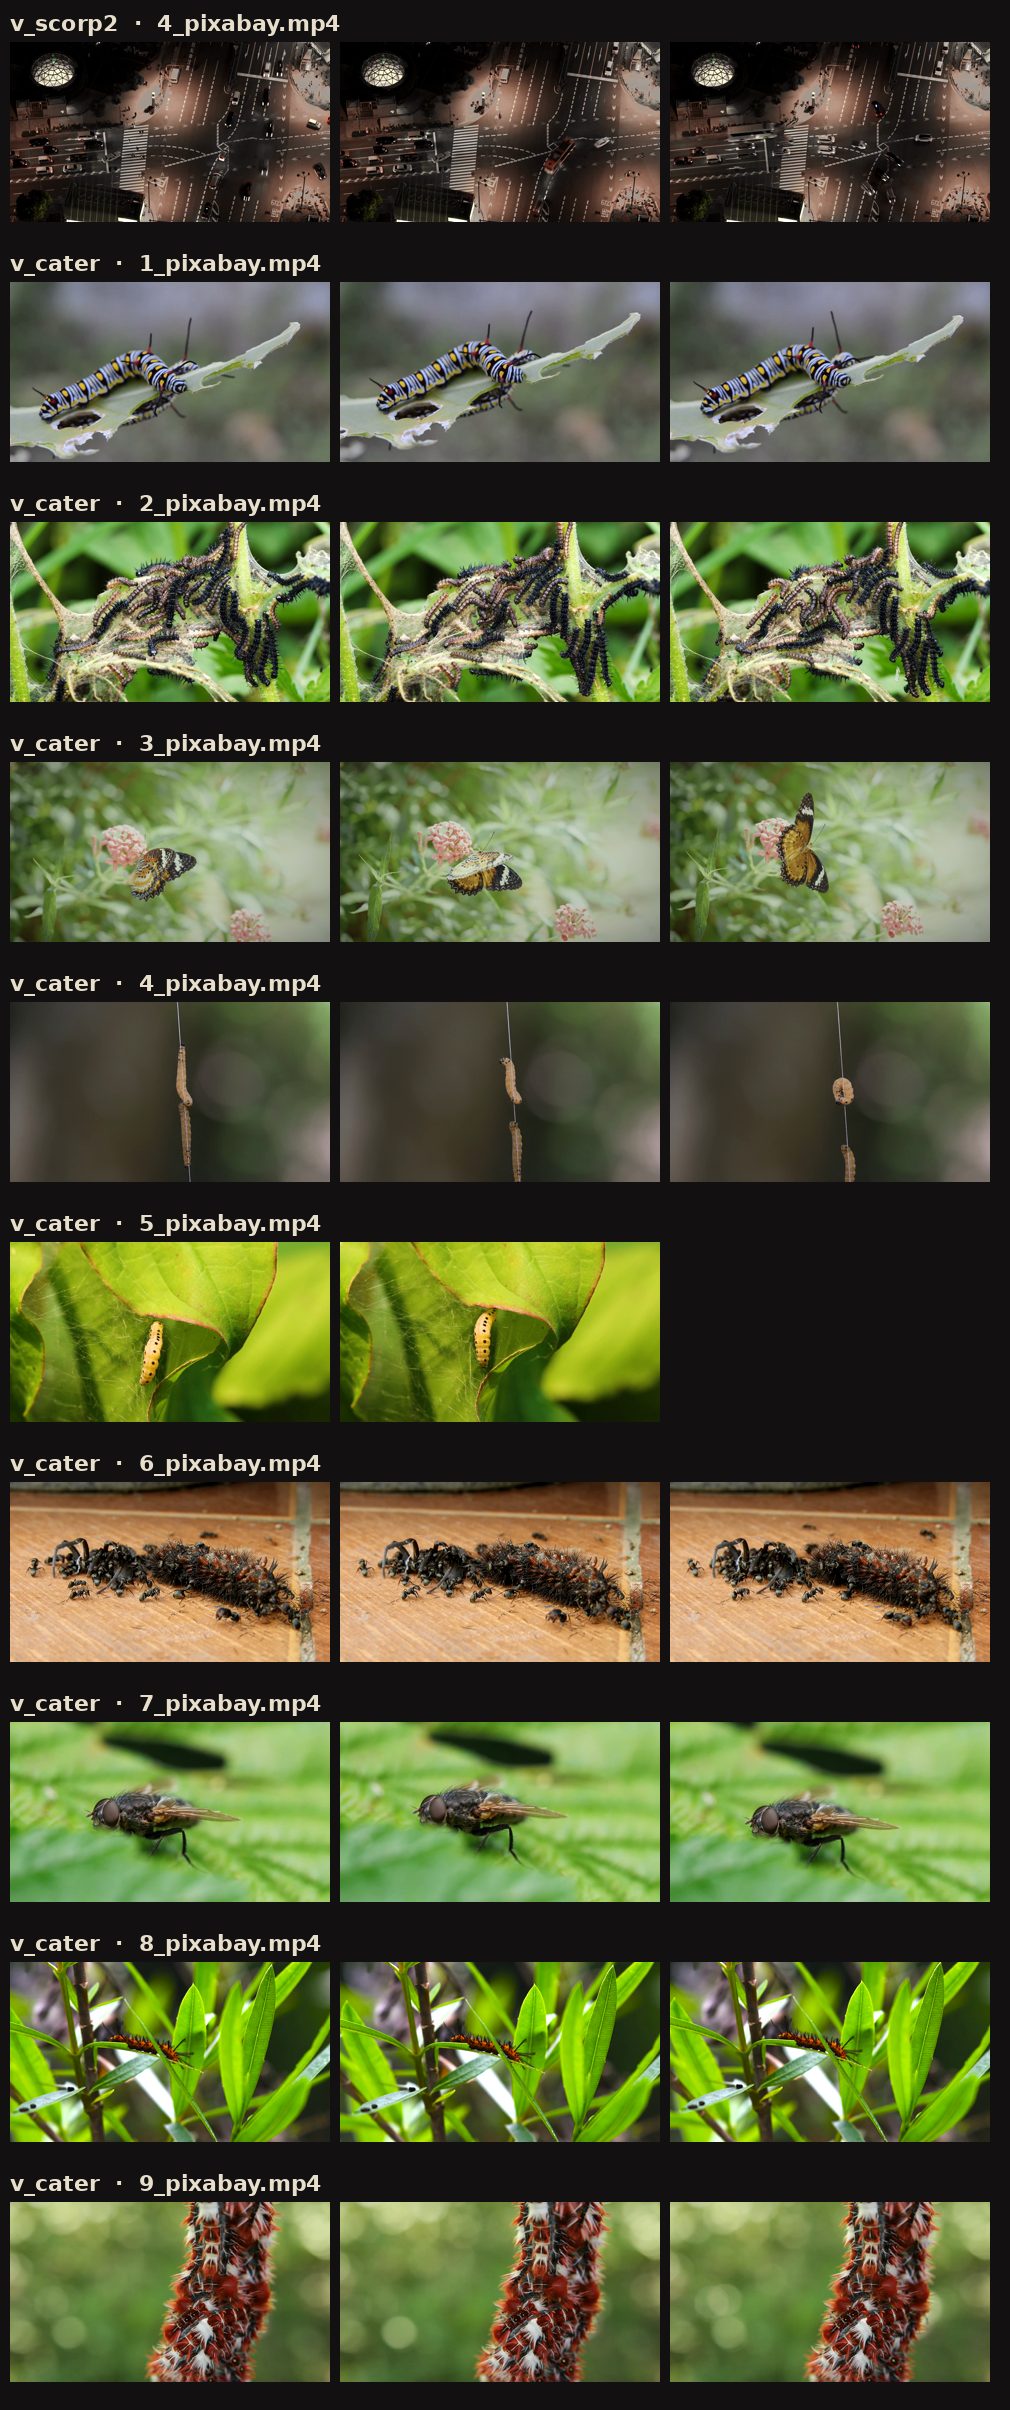 v_scorp2 · 4_pixabay.mp4
v_cater · 1_pixabay.mp4
v_cater · 2_pixabay.mp4
v_cater · 3_pixabay.mp4
v_cater · 4_pixabay.mp4
v_cater · 5_pixabay.mp4
v_cater · 6_pixabay.mp4
v_cater · 7_pixabay.mp4
v_cater · 8_pixabay.mp4
v_cater · 9_pixabay.mp4